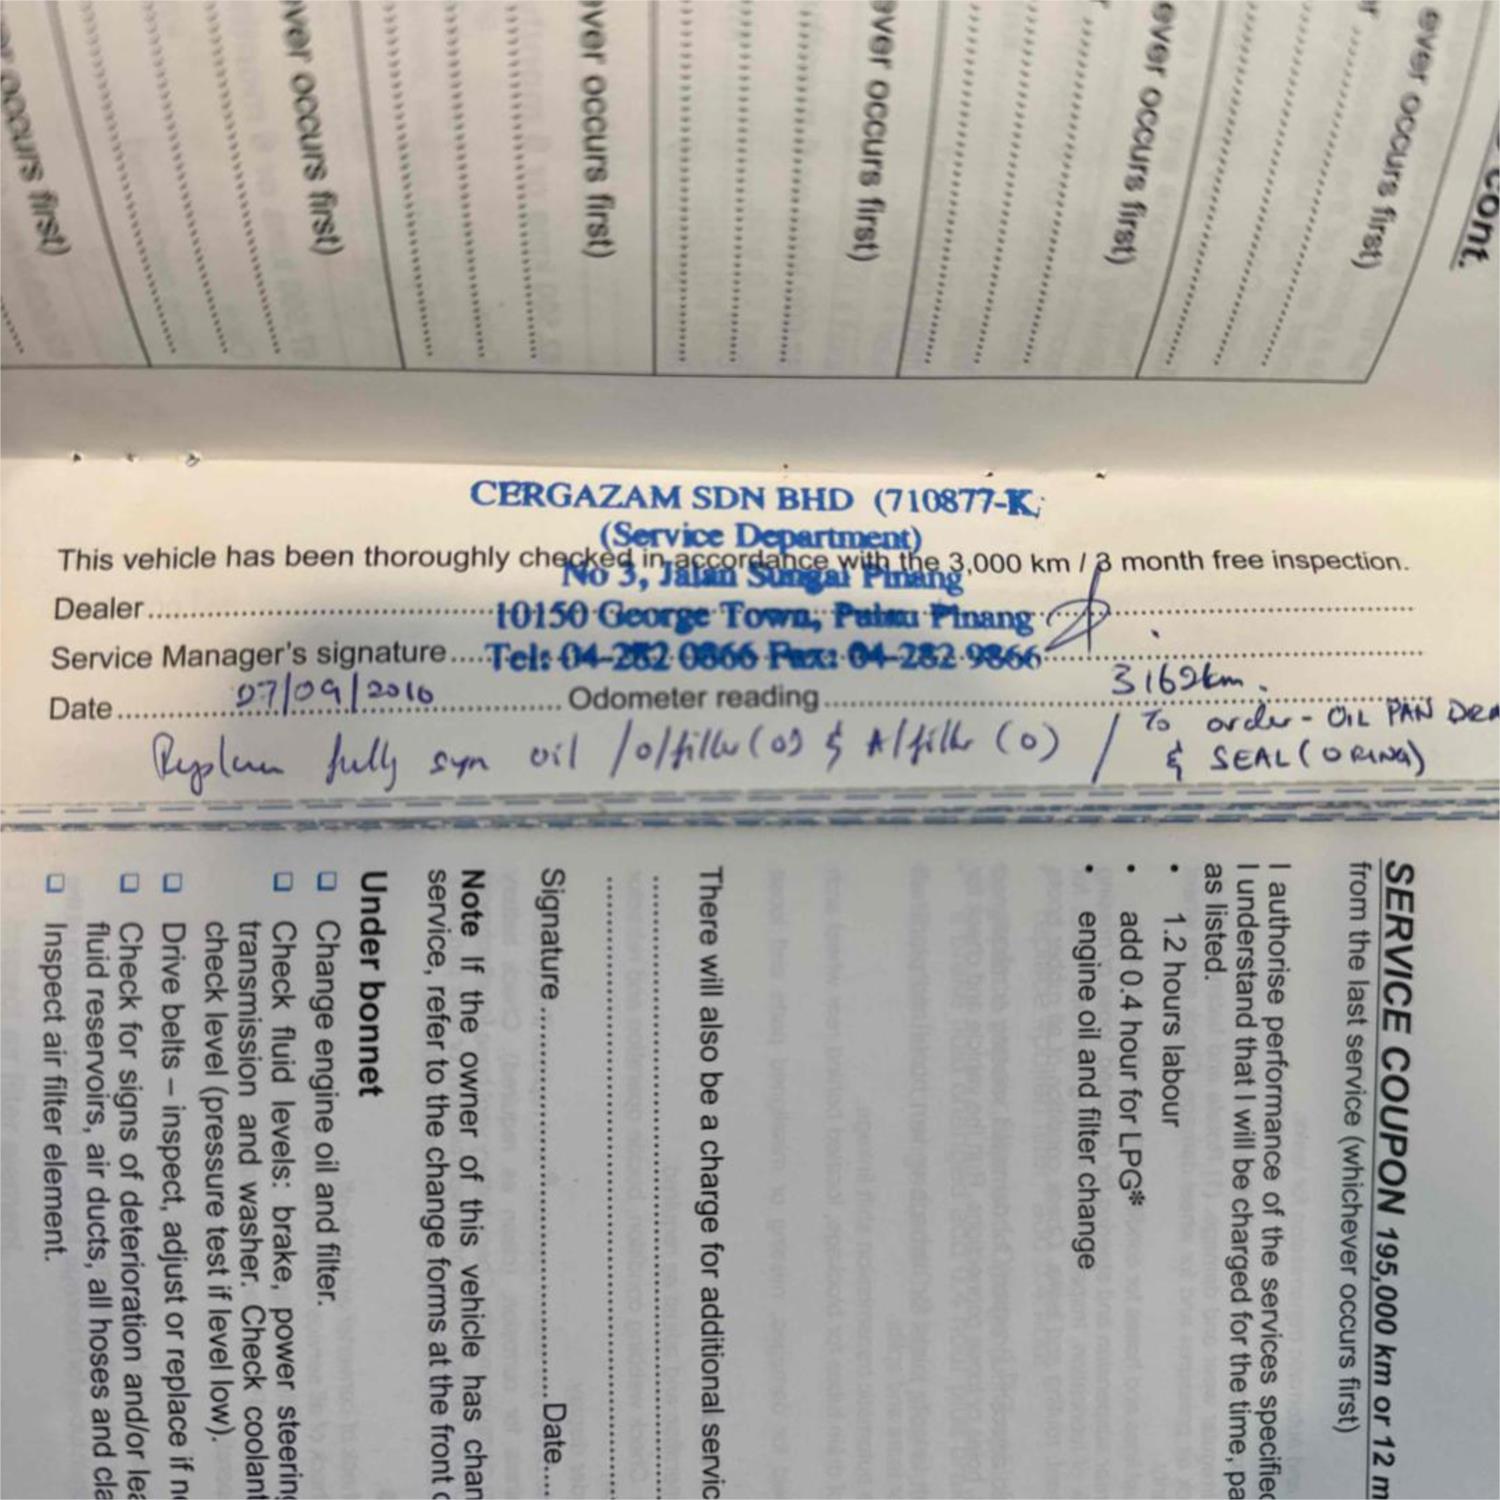 cont.
ever occurs first)
er occurs first)
ever occurs first)
ever occurs first)
ever occurs first)
ver occurs first)
occurs first)
CERGAZAM SDN BHD (710877-K
(Service Department)
This vehicle has been thoroughly checked in accordance with the 3,000 km / 3 month free inspection.
No 3, Jalan Sungai Pinang
Dealer
10150 George Town, Pulau Pinang
Service Manager's signature
Tel: 04-282 0866 Fax: 04-282 9866
Date 07/09/2016 Odometer reading 3169km.
fully syn oil /o/filter (o) & A/filter (o) / To order - OIL PAN DRA
& SEAL (ORING)
SERVICE COUPON 195,000 km or 12 m
from the last service (whichever occurs first)
I authorise performance of the services specified
I understand that I will be charged for the time, pa
as listed.
• 1.2 hours labour
• add 0.4 hour for LPG*
• engine oil and filter change
There will also be a charge for additional servic
Signature Date
Note If the owner of this vehicle has chan
service, refer to the change forms at the front
Under bonnet
❑ Change engine oil and filter.
❑ Check fluid levels: brake, power steering
transmission and washer. Check coolant
check level (pressure test if level low).
❑ Drive belts – inspect, adjust or replace if n
❑ Check for signs of deterioration and/or lea
fluid reservoirs, air ducts, all hoses and cla
❑ Inspect air filter element.